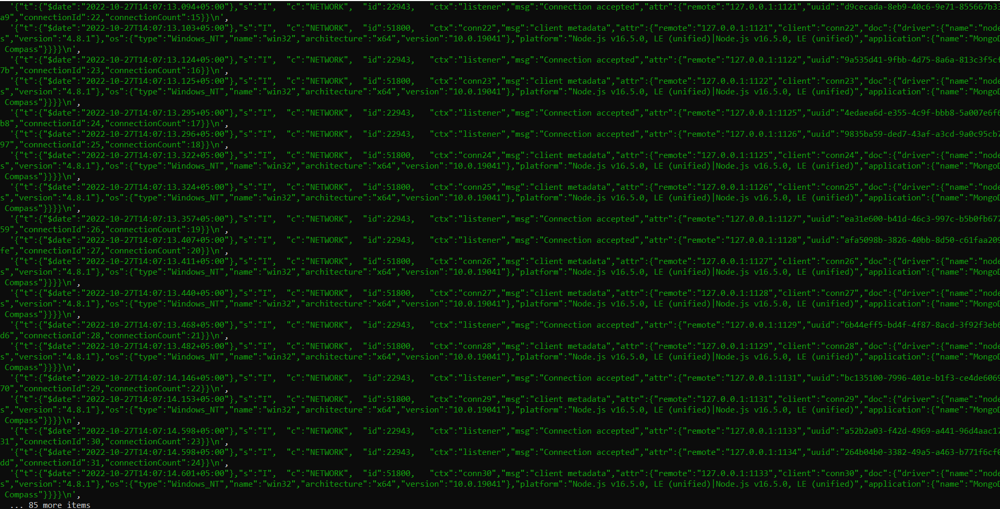 '{"t":{"$date":"2022-10-27T14:07:13.094+05:00"},"s":"I",  "c":"NETWORK",  "id":22943,   "ctx":"listener","msg":"Connection accepted","attr":{"remote":"127.0.0.1:1121","uuid":"d9cecada-8eb9-40c6-9e71-855667b33
a9","connectionId":22,"connectionCount":15}}\n',
'{"t":{"$date":"2022-10-27T14:07:13.103+05:00"},"s":"I",  "c":"NETWORK",  "id":51800,   "ctx":"conn22","msg":"client metadata","attr":{"remote":"127.0.0.1:1121","client":"conn22","doc":{"driver":{"name":"node
s","version":"4.8.1"},"os":{"type":"Windows_NT","name":"win32","architecture":"x64","version":"10.0.19041"},"platform":"Node.js v16.5.0, LE (unified)|Node.js v16.5.0, LE (unified)","application":{"name":"MongoD
Compass"}}}}\n',
'{"t":{"$date":"2022-10-27T14:07:13.124+05:00"},"s":"I",  "c":"NETWORK",  "id":22943,   "ctx":"listener","msg":"Connection accepted","attr":{"remote":"127.0.0.1:1122","uuid":"9a535d41-9fbb-4d75-8a6a-813c3f5cf
7b","connectionId":23,"connectionCount":16}}\n',
'{"t":{"$date":"2022-10-27T14:07:13.125+05:00"},"s":"I",  "c":"NETWORK",  "id":51800,   "ctx":"conn23","msg":"client metadata","attr":{"remote":"127.0.0.1:1122","client":"conn23","doc":{"driver":{"name":"node
s","version":"4.8.1"},"os":{"type":"Windows_NT","name":"win32","architecture":"x64","version":"10.0.19041"},"platform":"Node.js v16.5.0, LE (unified)|Node.js v16.5.0, LE (unified)","application":{"name":"MongoD
Compass"}}}}\n',
'{"t":{"$date":"2022-10-27T14:07:13.295+05:00"},"s":"I",  "c":"NETWORK",  "id":22943,   "ctx":"listener","msg":"Connection accepted","attr":{"remote":"127.0.0.1:1125","uuid":"4edaea6d-e355-4c9f-bbb8-5a007e6f6
b8","connectionId":24,"connectionCount":17}}\n',
'{"t":{"$date":"2022-10-27T14:07:13.296+05:00"},"s":"I",  "c":"NETWORK",  "id":22943,   "ctx":"listener","msg":"Connection accepted","attr":{"remote":"127.0.0.1:1126","uuid":"9835ba59-ded7-43af-a3cd-9a0c95cb7
97","connectionId":25,"connectionCount":18}}\n',
'{"t":{"$date":"2022-10-27T14:07:13.322+05:00"},"s":"I",  "c":"NETWORK",  "id":51800,   "ctx":"conn24","msg":"client metadata","attr":{"remote":"127.0.0.1:1125","client":"conn24","doc":{"driver":{"name":"node
s","version":"4.8.1"},"os":{"type":"Windows_NT","name":"win32","architecture":"x64","version":"10.0.19041"},"platform":"Node.js v16.5.0, LE (unified)|Node.js v16.5.0, LE (unified)","application":{"name":"MongoD
Compass"}}}}\n',
'{"t":{"$date":"2022-10-27T14:07:13.324+05:00"},"s":"I",  "c":"NETWORK",  "id":51800,   "ctx":"conn25","msg":"client metadata","attr":{"remote":"127.0.0.1:1126","client":"conn25","doc":{"driver":{"name":"node
s","version":"4.8.1"},"os":{"type":"Windows_NT","name":"win32","architecture":"x64","version":"10.0.19041"},"platform":"Node.js v16.5.0, LE (unified)|Node.js v16.5.0, LE (unified)","application":{"name":"MongoD
Compass"}}}}\n',
'{"t":{"$date":"2022-10-27T14:07:13.357+05:00"},"s":"I",  "c":"NETWORK",  "id":22943,   "ctx":"listener","msg":"Connection accepted","attr":{"remote":"127.0.0.1:1127","uuid":"ea31e600-b41d-46c3-997c-b5b0fb677
59","connectionId":26,"connectionCount":19}}\n',
'{"t":{"$date":"2022-10-27T14:07:13.407+05:00"},"s":"I",  "c":"NETWORK",  "id":22943,   "ctx":"listener","msg":"Connection accepted","attr":{"remote":"127.0.0.1:1128","uuid":"afa5098b-3826-40bb-8d50-c61faa209
fe","connectionId":27,"connectionCount":20}}\n',
'{"t":{"$date":"2022-10-27T14:07:13.411+05:00"},"s":"I",  "c":"NETWORK",  "id":51800,   "ctx":"conn26","msg":"client metadata","attr":{"remote":"127.0.0.1:1127","client":"conn26","doc":{"driver":{"name":"node
s","version":"4.8.1"},"os":{"type":"Windows_NT","name":"win32","architecture":"x64","version":"10.0.19041"},"platform":"Node.js v16.5.0, LE (unified)|Node.js v16.5.0, LE (unified)","application":{"name":"MongoD
Compass"}}}}\n',
'{"t":{"$date":"2022-10-27T14:07:13.440+05:00"},"s":"I",  "c":"NETWORK",  "id":51800,   "ctx":"conn27","msg":"client metadata","attr":{"remote":"127.0.0.1:1128","client":"conn27","doc":{"driver":{"name":"node
s","version":"4.8.1"},"os":{"type":"Windows_NT","name":"win32","architecture":"x64","version":"10.0.19041"},"platform":"Node.js v16.5.0, LE (unified)|Node.js v16.5.0, LE (unified)","application":{"name":"MongoD
Compass"}}}}\n',
'{"t":{"$date":"2022-10-27T14:07:13.468+05:00"},"s":"I",  "c":"NETWORK",  "id":22943,   "ctx":"listener","msg":"Connection accepted","attr":{"remote":"127.0.0.1:1129","uuid":"6b44eff5-bd4f-4f87-8acd-3f92f3eb6
d6","connectionId":28,"connectionCount":21}}\n',
'{"t":{"$date":"2022-10-27T14:07:13.482+05:00"},"s":"I",  "c":"NETWORK",  "id":51800,   "ctx":"conn28","msg":"client metadata","attr":{"remote":"127.0.0.1:1129","client":"conn28","doc":{"driver":{"name":"node
s","version":"4.8.1"},"os":{"type":"Windows_NT","name":"win32","architecture":"x64","version":"10.0.19041"},"platform":"Node.js v16.5.0, LE (unified)|Node.js v16.5.0, LE (unified)","application":{"name":"MongoD
Compass"}}}}\n',
'{"t":{"$date":"2022-10-27T14:07:14.146+05:00"},"s":"I",  "c":"NETWORK",  "id":22943,   "ctx":"listener","msg":"Connection accepted","attr":{"remote":"127.0.0.1:1131","uuid":"bc135100-7996-401e-b1f3-ce4de6069
70","connectionId":29,"connectionCount":22}}\n',
'{"t":{"$date":"2022-10-27T14:07:14.153+05:00"},"s":"I",  "c":"NETWORK",  "id":51800,   "ctx":"conn29","msg":"client metadata","attr":{"remote":"127.0.0.1:1131","client":"conn29","doc":{"driver":{"name":"node
s","version":"4.8.1"},"os":{"type":"Windows_NT","name":"win32","architecture":"x64","version":"10.0.19041"},"platform":"Node.js v16.5.0, LE (unified)|Node.js v16.5.0, LE (unified)","application":{"name":"MongoD
Compass"}}}}\n',
'{"t":{"$date":"2022-10-27T14:07:14.598+05:00"},"s":"I",  "c":"NETWORK",  "id":22943,   "ctx":"listener","msg":"Connection accepted","attr":{"remote":"127.0.0.1:1133","uuid":"a52b2a03-f42d-4969-a441-96d4aac17
31","connectionId":30,"connectionCount":23}}\n',
'{"t":{"$date":"2022-10-27T14:07:14.598+05:00"},"s":"I",  "c":"NETWORK",  "id":22943,   "ctx":"listener","msg":"Connection accepted","attr":{"remote":"127.0.0.1:1134","uuid":"264b04b0-3382-49a5-a463-b771f6cf0
dd","connectionId":31,"connectionCount":24}}\n',
'{"t":{"$date":"2022-10-27T14:07:14.601+05:00"},"s":"I",  "c":"NETWORK",  "id":51800,   "ctx":"conn30","msg":"client metadata","attr":{"remote":"127.0.0.1:1133","client":"conn30","doc":{"driver":{"name":"node
s","version":"4.8.1"},"os":{"type":"Windows_NT","name":"win32","architecture":"x64","version":"10.0.19041"},"platform":"Node.js v16.5.0, LE (unified)|Node.js v16.5.0, LE (unified)","application":{"name":"MongoD
Compass"}}}}\n',
... 85 more items